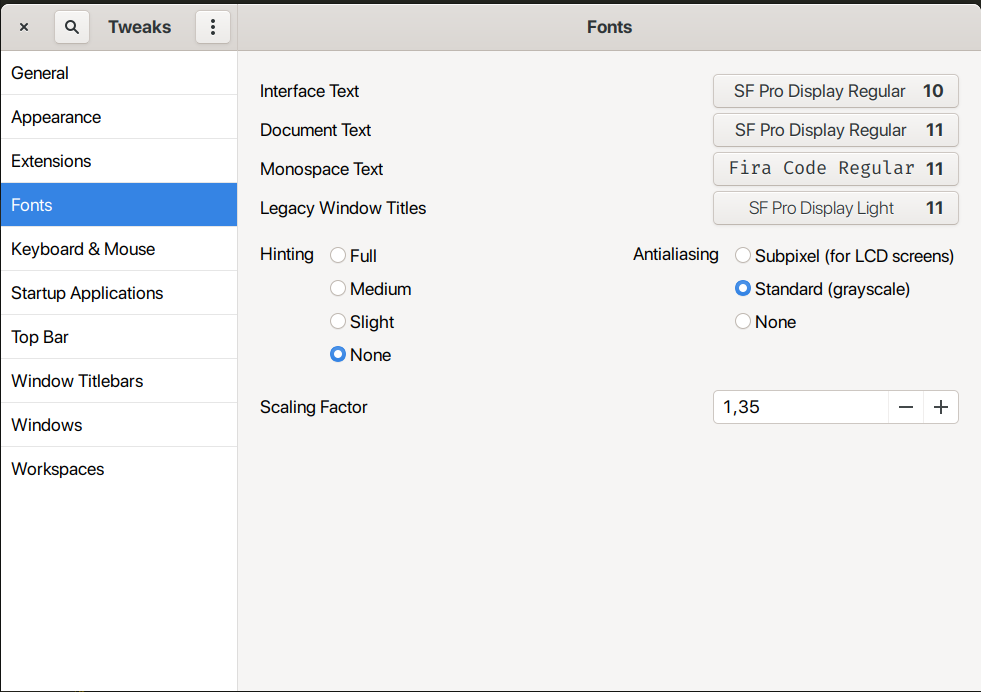 Tweaks
Fonts
General
Appearance
Extensions
Fonts
Keyboard & Mouse
Startup Applications
Top Bar
Window Titlebars
Windows
Workspaces
Interface Text SF Pro Display Regular 10
Document Text SF Pro Display Regular 11
Monospace Text Fira Code Regular 11
Legacy Window Titles SF Pro Display Light 11
Hinting Full Antialiasing Subpixel (for LCD screens)
Medium Standard (grayscale)
Slight None
None
Scaling Factor 1,35